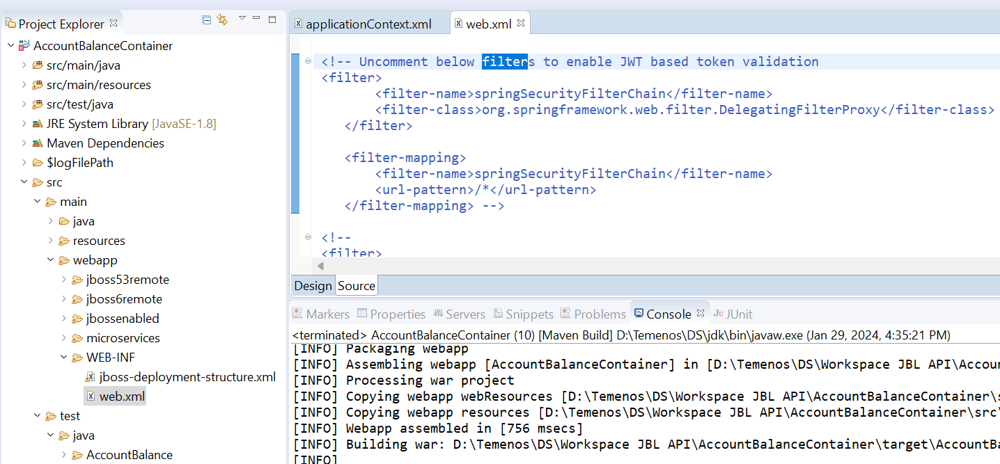 Project Explorer
AccountBalanceContainer
src/main/java
src/main/resources
src/test/java
JRE System Library [JavaSE-1.8]
Maven Dependencies
$logFilePath
src
main
java
resources
webapp
jboss53remote
jboss6remote
jbossenabled
microservices
WEB-INF
jboss-deployment-structure.xml
web.xml
test
java
AccountBalance
applicationContext.xml
web.xml
<!-- Uncomment below filters to enable JWT based token validation
<filter>
<filter-name>springSecurityFilterChain</filter-name>
<filter-class>org.springframework.web.filter.DelegatingFilterProxy</filter-class>
</filter>
<filter-mapping>
<filter-name>springSecurityFilterChain</filter-name>
<url-pattern>/*</url-pattern>
</filter-mapping> -->
<!--
<filter>
Design Source
Markers Properties Servers Snippets Problems Console JUnit
<terminated> AccountBalanceContainer (10) [Maven Build] D:\Temenos\DS\jdk\bin\javaw.exe (Jan 29, 2024, 4:35:21 PM)
[INFO] Packaging webapp
[INFO] Assembling webapp [AccountBalanceContainer] in [D:\Temenos\DS\Workspace JBL API\Accou
[INFO] Processing war project
[INFO] Copying webapp webResources [D:\Temenos\DS\Workspace JBL API\AccountBalanceContainer\s
[INFO] Copying webapp resources [D:\Temenos\DS\Workspace JBL API\AccountBalanceContainer\src\
[INFO] Webapp assembled in [756 msecs]
[INFO] Building war: D:\Temenos\DS\Workspace JBL API\AccountBalanceContainer\target\AccountBa
[INFO]